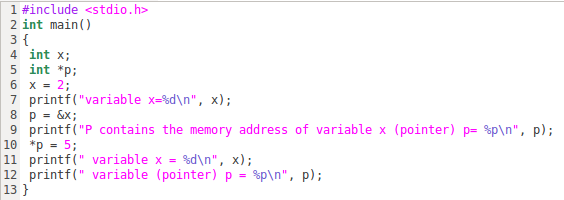 1 #include <stdio.h>
2 int main()
3 {
4  int x;
5  int *p;
6  x = 2;
7  printf("variable x=%d\n", x);
8  p = &x;
9  printf("P contains the memory address of variable x (pointer) p= %p\n", p);
10  *p = 5;
11  printf(" variable x = %d\n", x);
12  printf(" variable (pointer) p = %p\n", p);
13 }